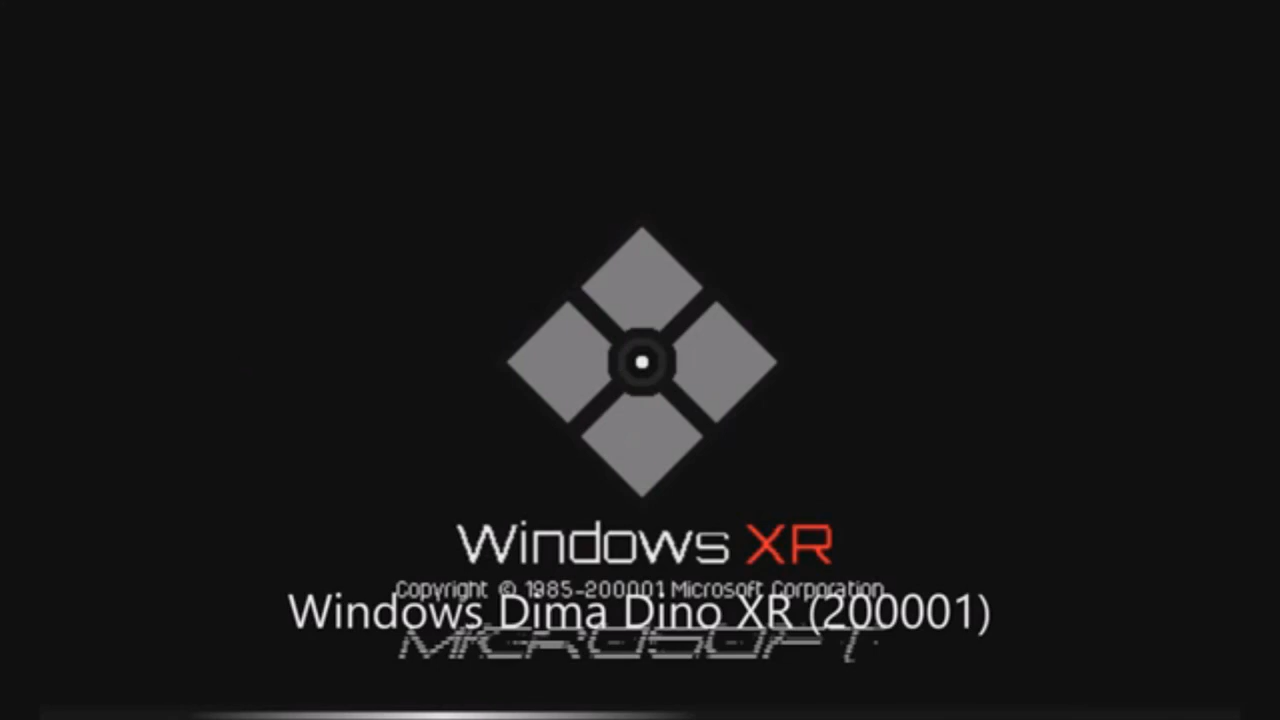 Windows XR
Copyright © 1985-200001 Microsoft Corporation
Windows Dima Dino XR (200001)
MICROSOFT